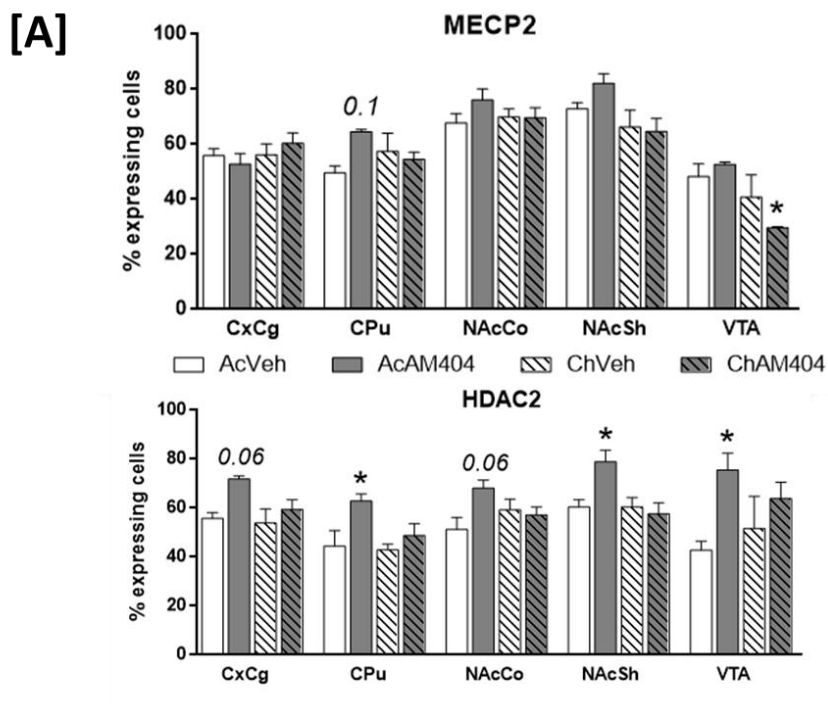 [A]
MECP2
% expressing cells
100
80
60
40
20
0
0.1
*
CxCg CPu NAcCo NAcSh VTA
AcVeh AcAM404 ChVeh ChAM404
HDAC2
% expressing cells
100
80
60
40
20
0
0.06 * 0.06 * *
CxCg CPu NAcCo NAcSh VTA